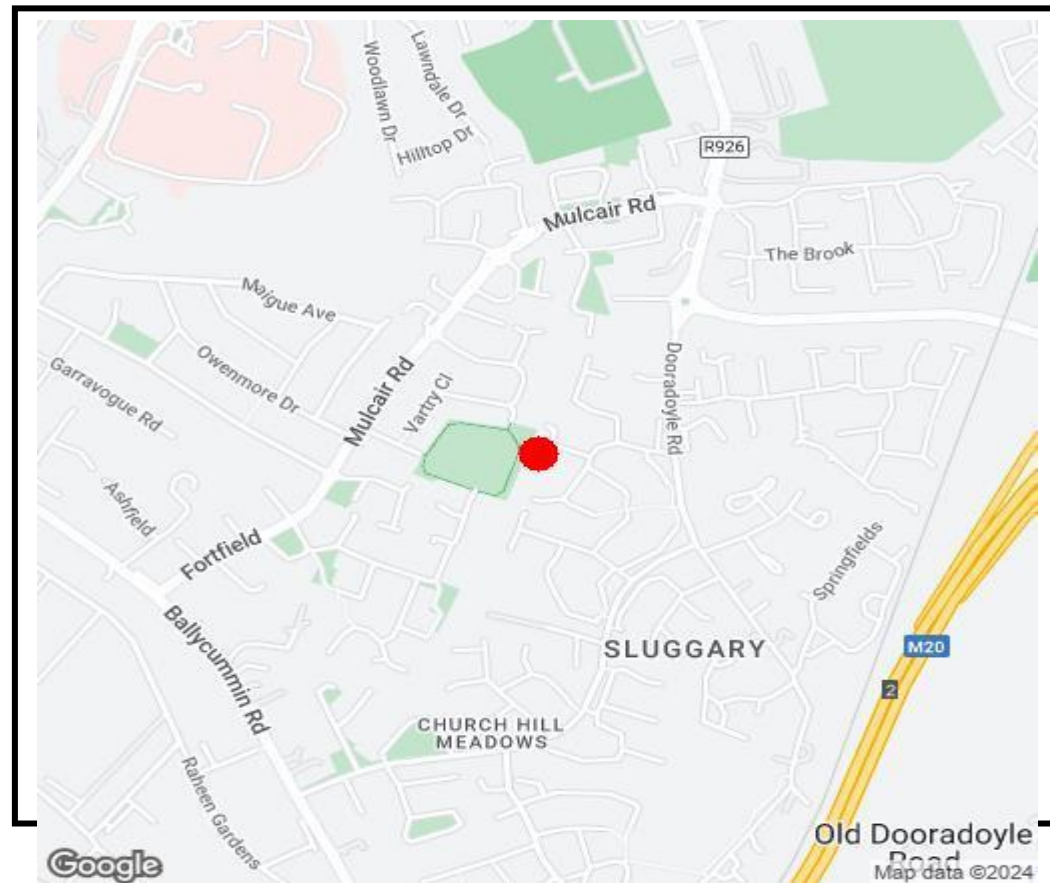 Woodlawn Dr
Lawndale Dr
Hilltop Dr
R926
Mulcair Rd
The Brook
Maigue Ave
Owenmore Dr
Garravogue Rd
Mulcair Rd
Vartry Cl
Dooradoyle Rd
Ashfield
Fortfield
Springfields
Ballycummin Rd
SLUGGARY
M20
2
CHURCH HILL
MEADOWS
Raheen Gardens
Old Dooradoyle
Road
Google
Map data ©2024